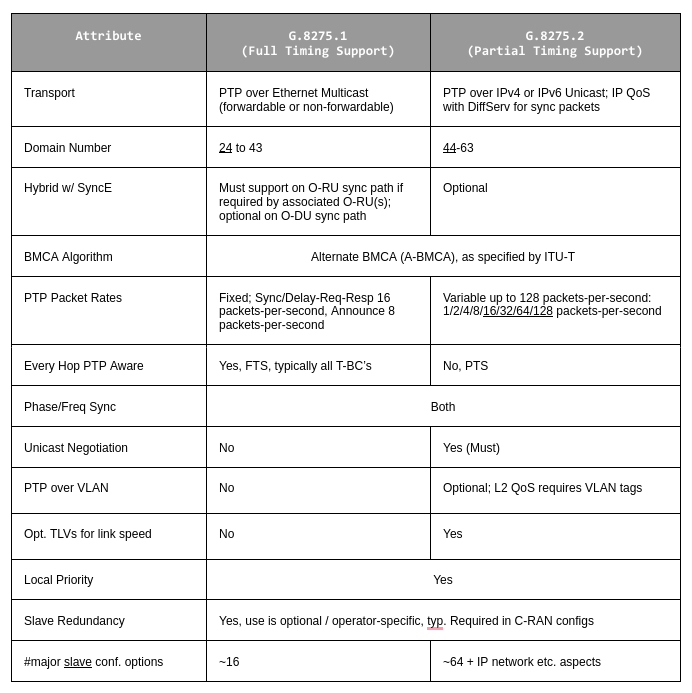 Attribute
G.8275.1
(Full Timing Support)
G.8275.2
(Partial Timing Support)
Transport
PTP over Ethernet Multicast
(forwardable or non-forwardable)
PTP over IPv4 or IPv6 Unicast; IP QoS
with DiffServ for sync packets
Domain Number
24 to 43
44-63
Hybrid w/ SyncE
Must support on O-RU sync path if
required by associated O-RU(s);
optional on O-DU sync path
Optional
BMCA Algorithm
Alternate BMCA (A-BMCA), as specified by ITU-T
PTP Packet Rates
Fixed; Sync/Delay-Req-Resp 16
packets-per-second, Announce 8
packets-per-second
Variable up to 128 packets-per-second:
1/2/4/8/16/32/64/128 packets-per-second
Every Hop PTP Aware
Yes, FTS, typically all T-BC's
No, PTS
Phase/Freq Sync
Both
Unicast Negotiation
No
Yes (Must)
PTP over VLAN
No
Optional; L2 QoS requires VLAN tags
Opt. TLVs for link speed
No
Yes
Local Priority
Yes
Slave Redundancy
Yes, use is optional / operator-specific, typ. Required in C-RAN configs
#major slave conf. options
~16
~64 + IP network etc. aspects